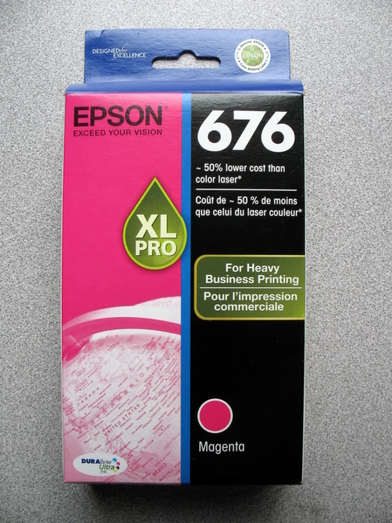 DESIGNED for
EXCELLENCE
EPSON
EPSON
EXCEED YOUR VISION
676
~ 50% lower cost than
color laser*
Coût de ~ 50 % de moins
que celui du laser couleur*
XL
PRO
For Heavy
Business Printing
Pour l'impression
commerciale
Magenta
DURABrite
Ultra